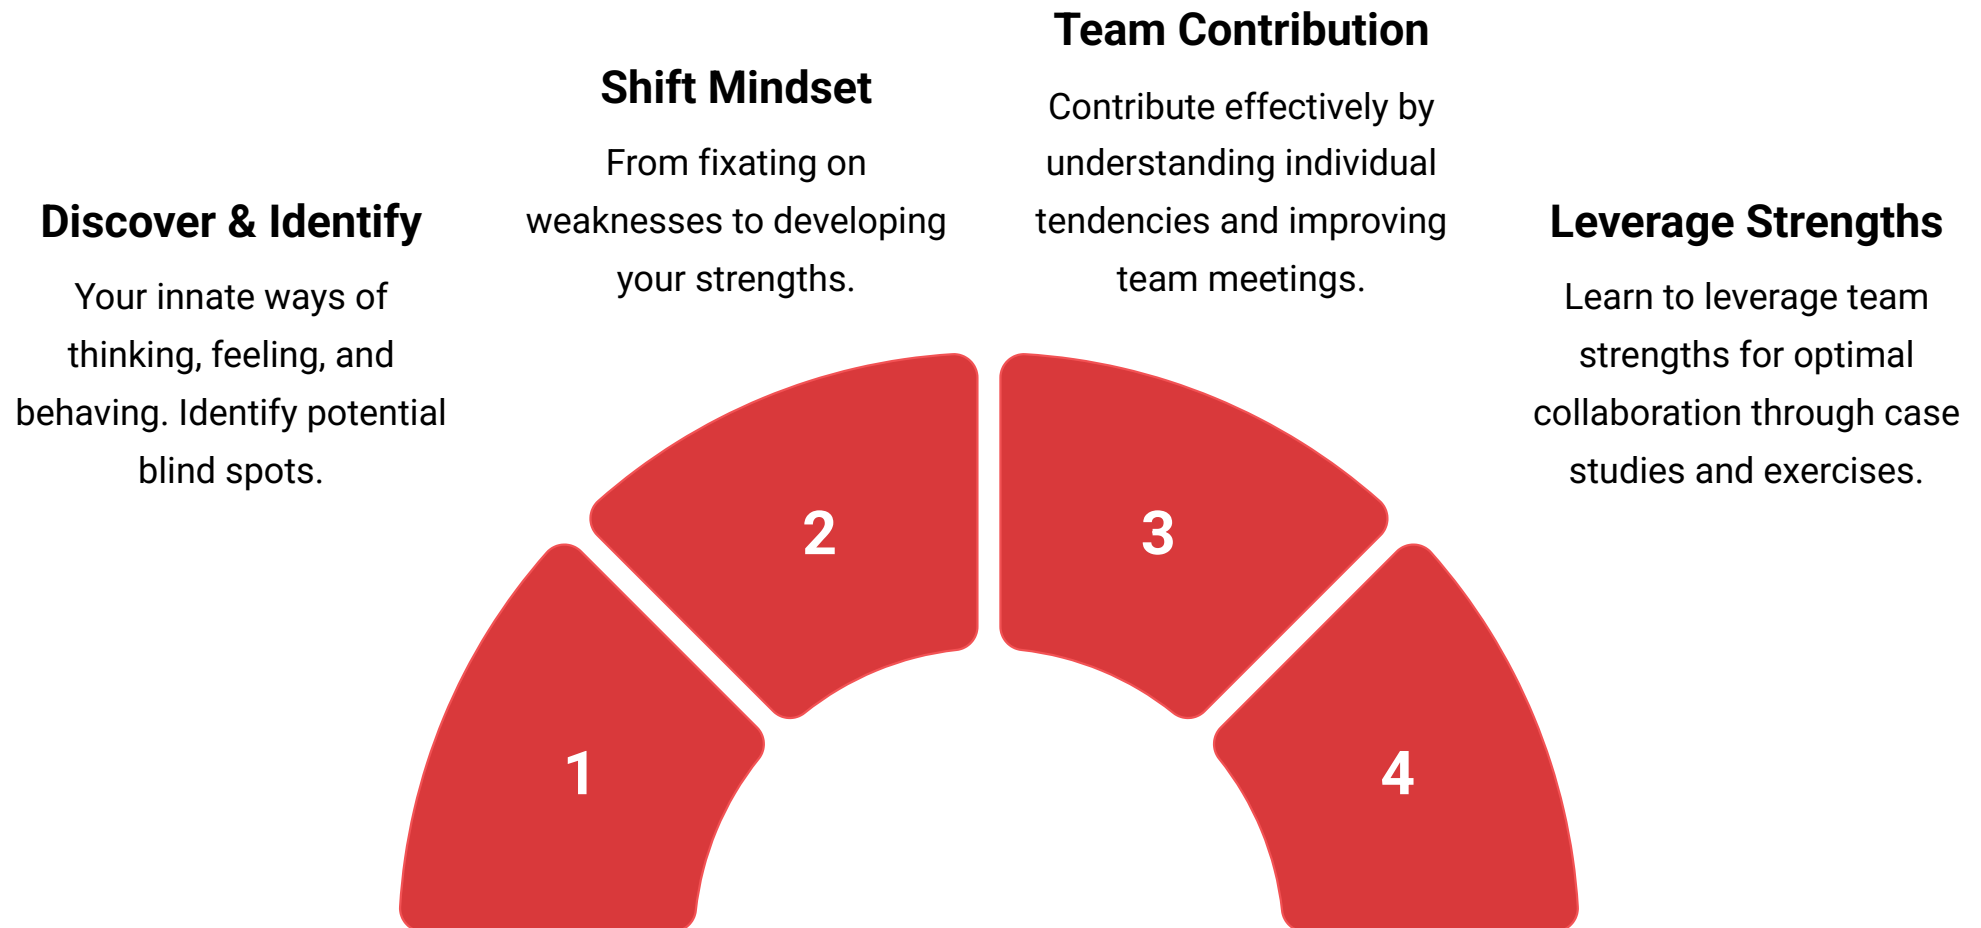 Discover & Identify
Your innate ways of
thinking, feeling, and
behaving. Identify potential
blind spots.
Shift Mindset
From fixating on
weaknesses to developing
your strengths.
Team Contribution
Contribute effectively by
understanding individual
tendencies and improving
team meetings.
Leverage Strengths
Learn to leverage team
strengths for optimal
collaboration through case
studies and exercises.
1
2
3
4